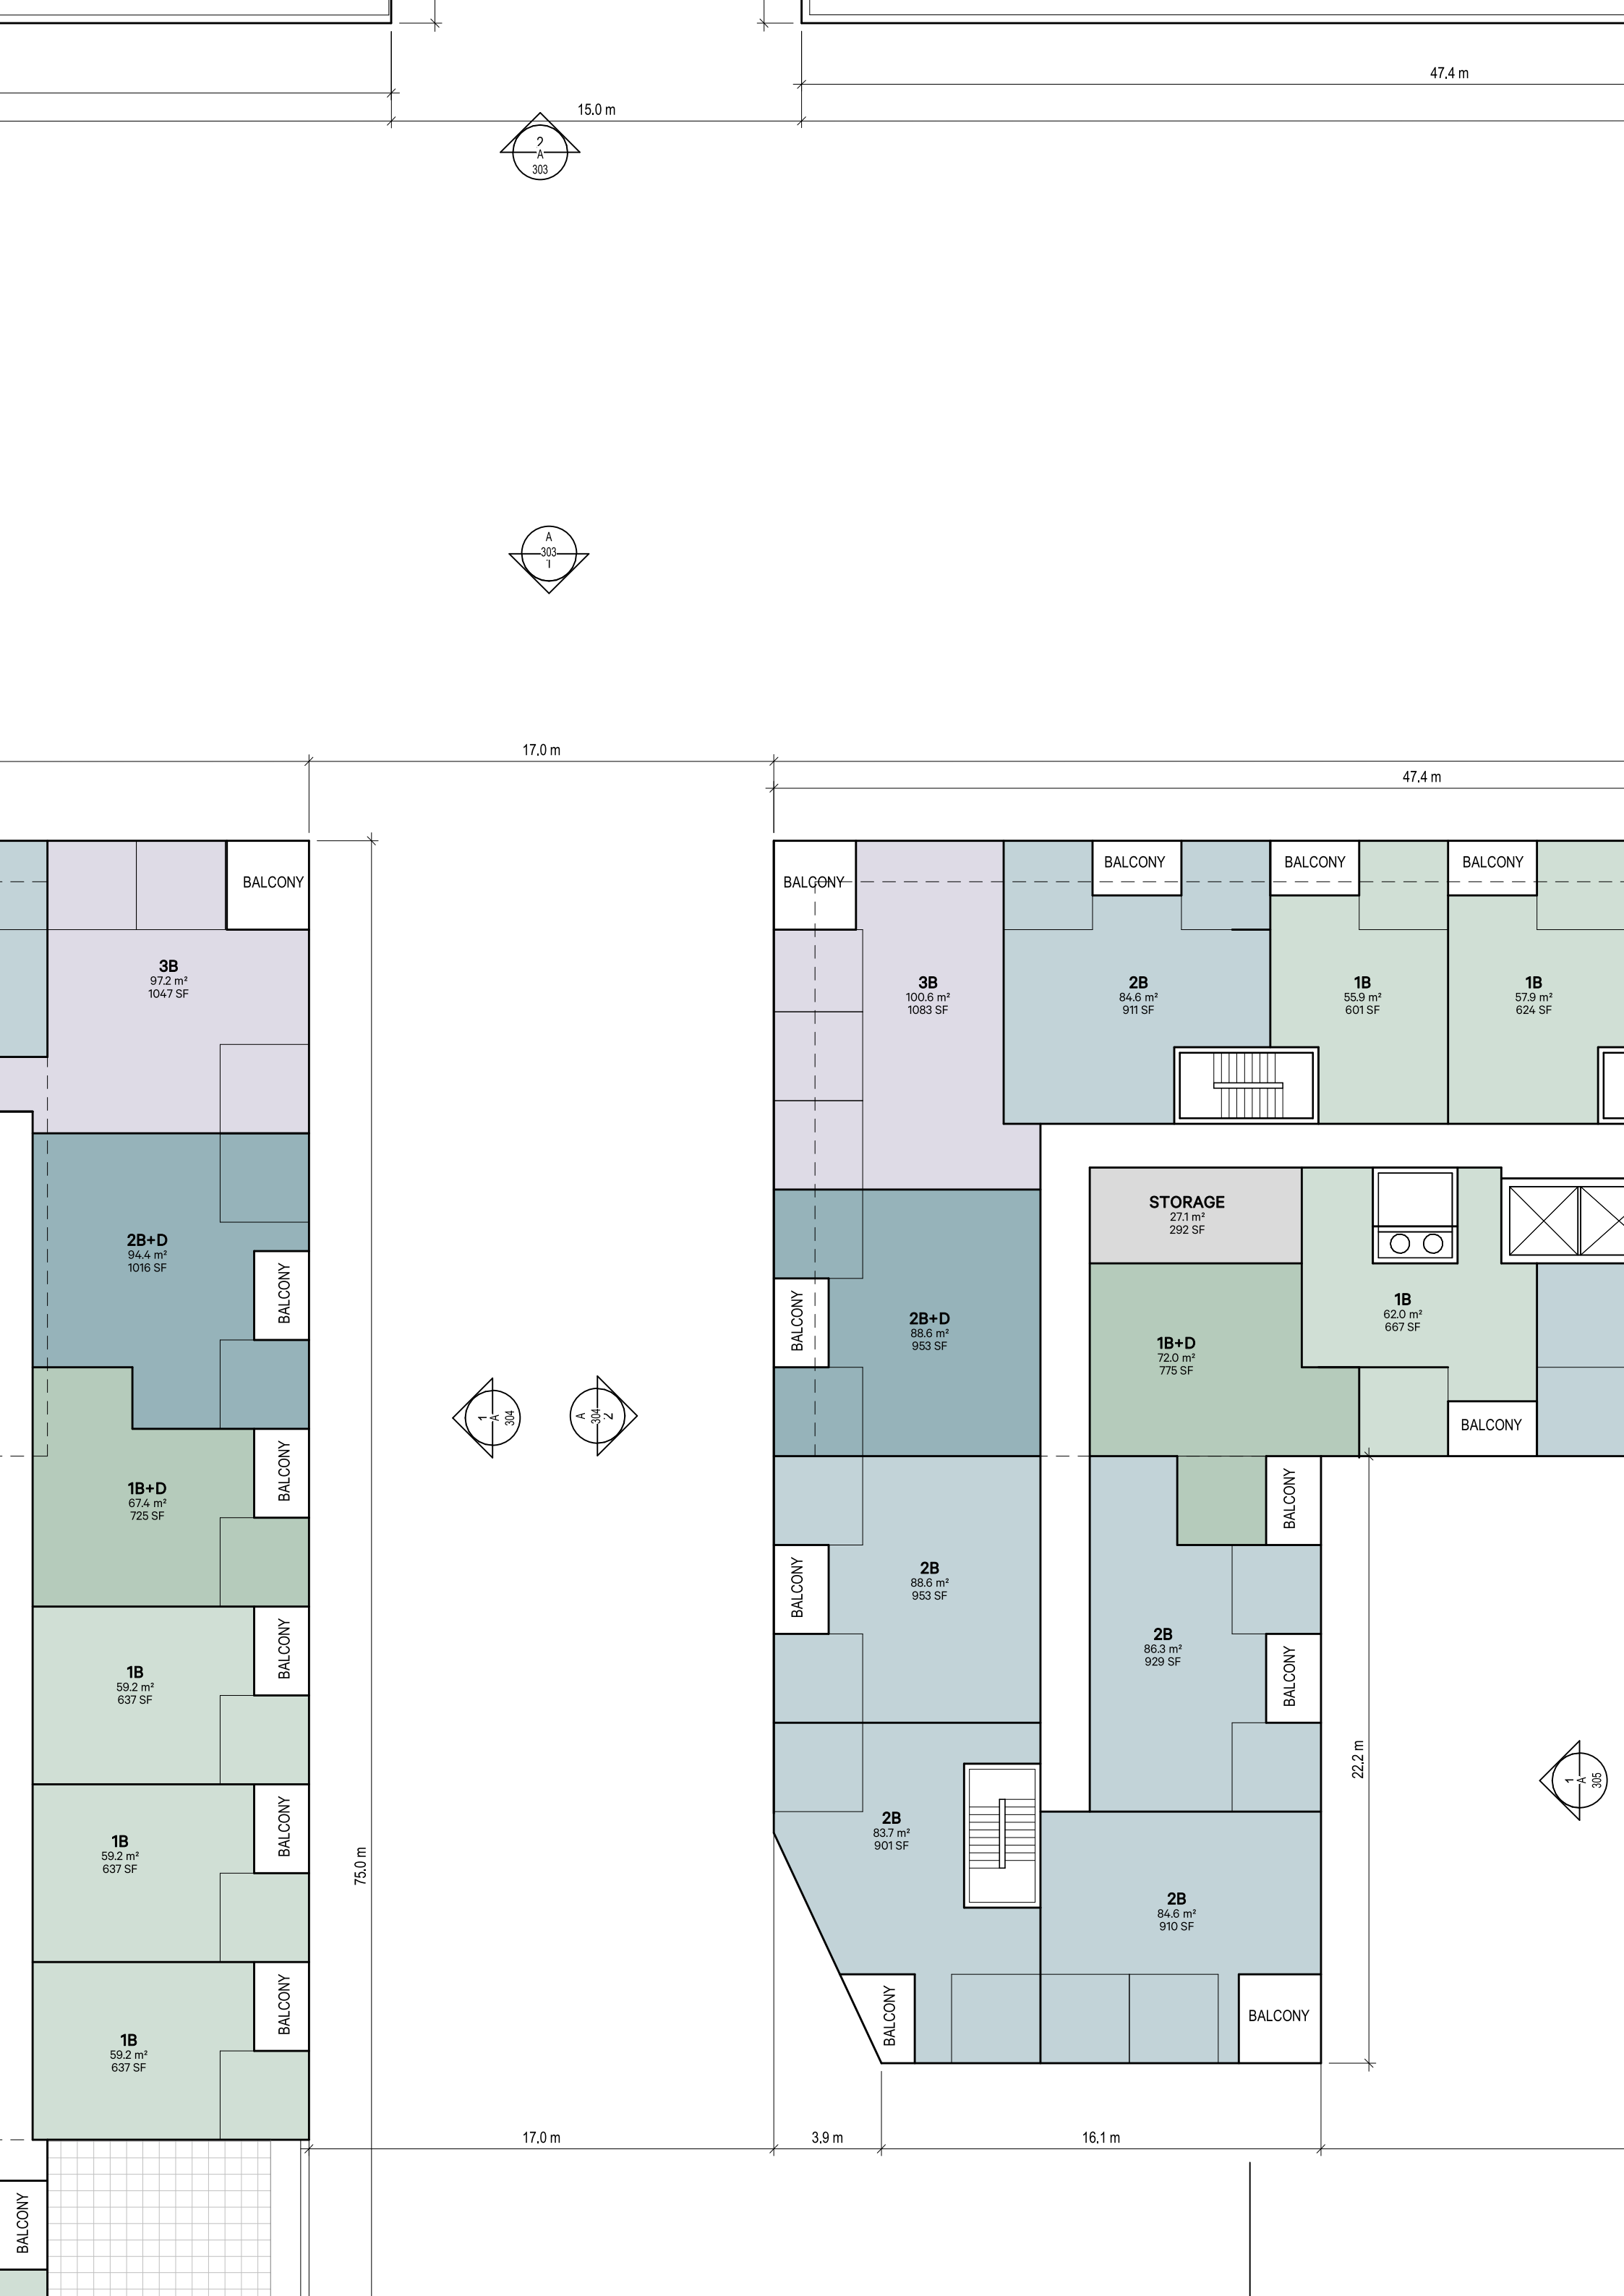 47.4 m
15.0 m
2
A
303
A
303
1
17.0 m
47.4 m
BALCONY
BALCONY
BALCONY
BALCONY
BALCONY
3B
97.2 m²
1047 SF
3B
100.6 m²
1083 SF
2B
84.6 m²
911 SF
1B
55.9 m²
601 SF
1B
57.9 m²
624 SF
STORAGE
27.1 m²
292 SF
2B+D
94.4 m²
1016 SF
BALCONY
BALCONY
2B+D
88.6 m²
953 SF
1B+D
72.0 m²
775 SF
1B
62.0 m²
667 SF
BALCONY
1
A
304
A
304
2
1B+D
67.4 m²
725 SF
BALCONY
BALCONY
2B
88.6 m²
953 SF
BALCONY
1B
59.2 m²
637 SF
BALCONY
2B
86.3 m²
929 SF
BALCONY
22.2 m
1
A
305
1B
59.2 m²
637 SF
BALCONY
75.0 m
2B
83.7 m²
901 SF
2B
84.6 m²
910 SF
1B
59.2 m²
637 SF
BALCONY
BALCONY
BALCONY
17.0 m
3.9 m
16.1 m
BALCONY